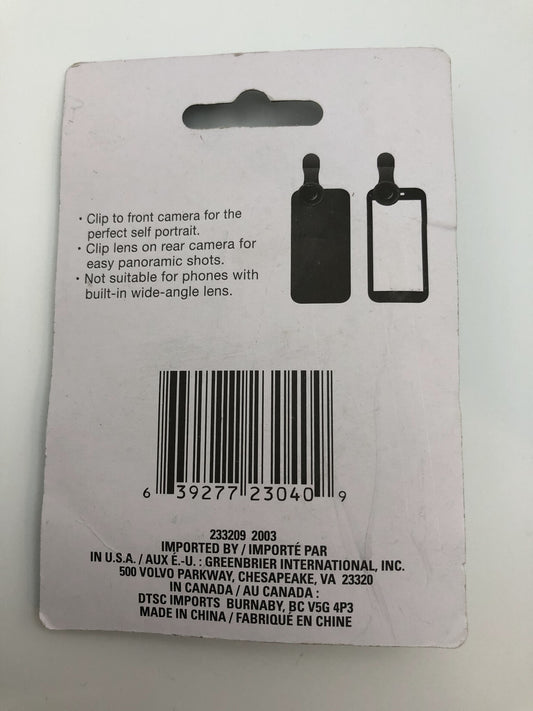 • Clip to front camera for the
perfect self portrait.
• Clip lens on rear camera for
easy panoramic shots.
• Not suitable for phones with
built-in wide-angle lens.
6 39277 23040 9
233209 2003
IMPORTED BY / IMPORTÉ PAR
IN U.S.A. / AUX É.-U. : GREENBRIER INTERNATIONAL, INC.
500 VOLVO PARKWAY, CHESAPEAKE, VA 23320
IN CANADA / AU CANADA :
DTSC IMPORTS BURNABY, BC V5G 4P3
MADE IN CHINA / FABRIQUÉ EN CHINE